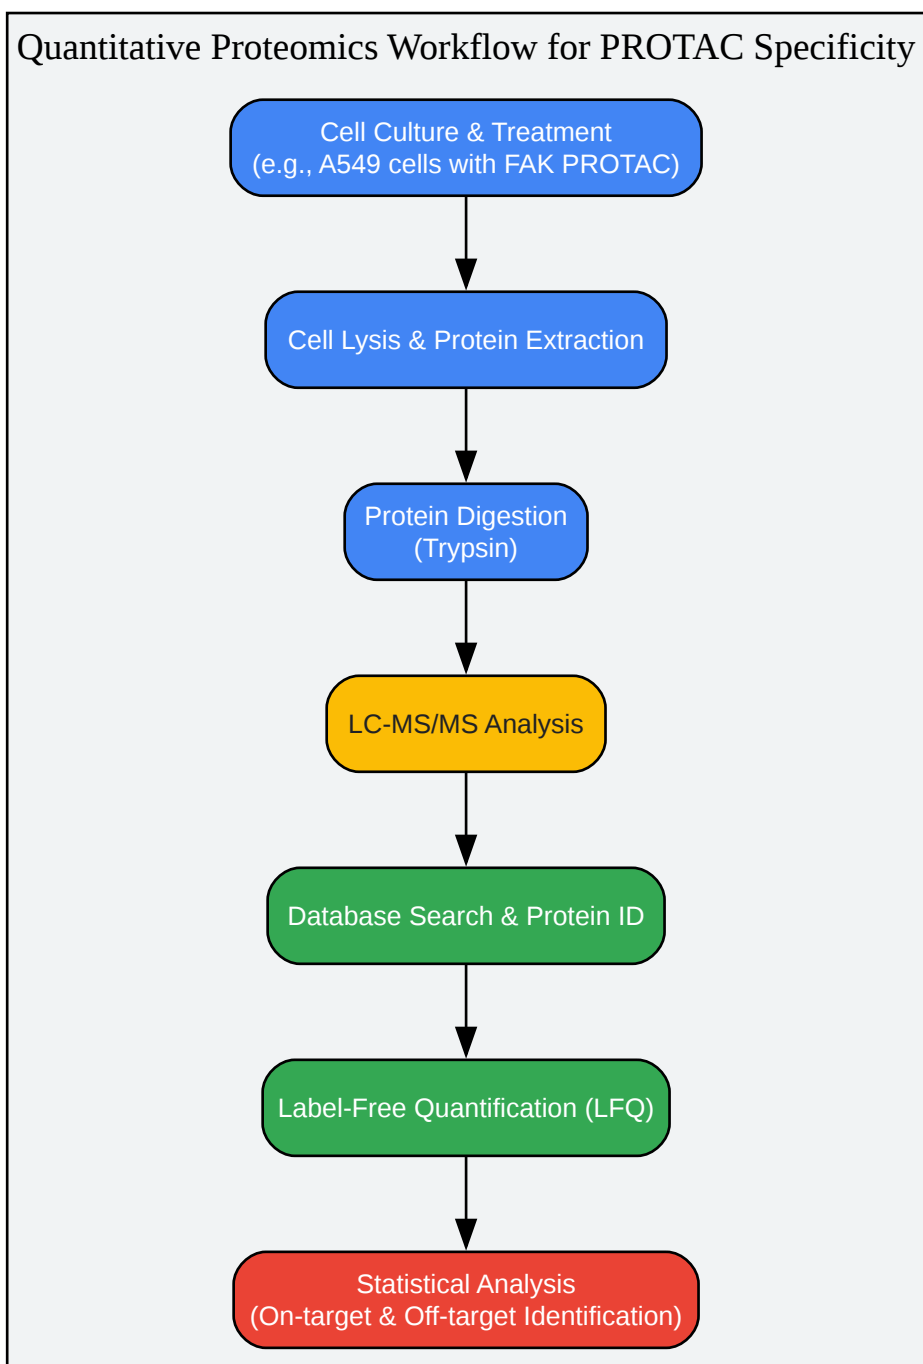 Quantitative Proteomics Workflow for PROTAC Specificity
Cell Culture & Treatment
(e.g., A549 cells with FAK PROTAC)
Cell Lysis & Protein Extraction
Protein Digestion
(Trypsin)
LC-MS/MS Analysis
Database Search & Protein ID
Label-Free Quantification (LFQ)
Statistical Analysis
(On-target & Off-target Identification)